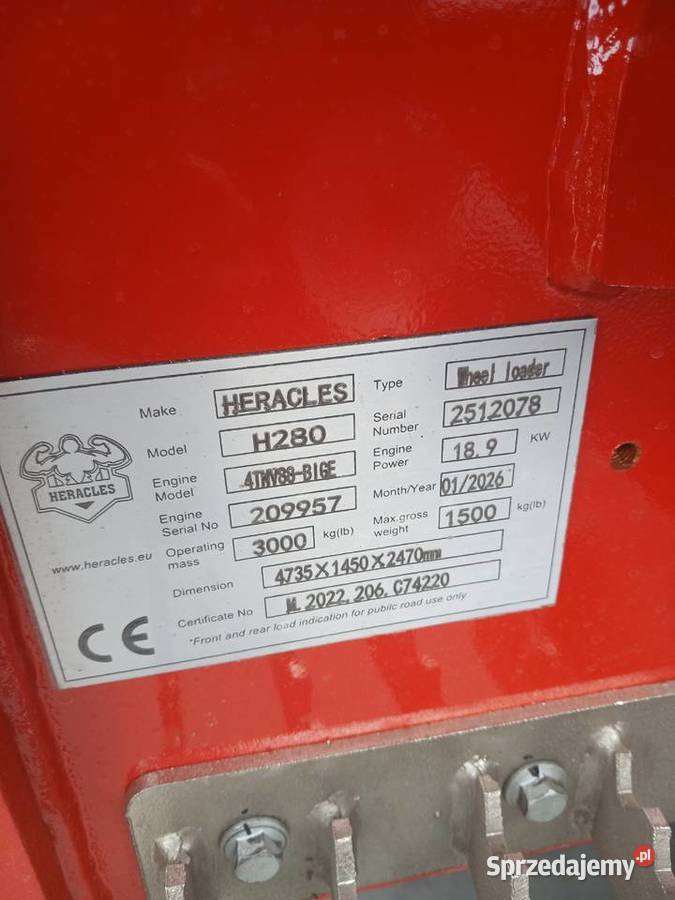 Make HERACLES Type Wheel loader
Model H280 Serial Number 2512078
Engine Model 4TNV88-BIGE Engine Power 18.9 KW
Engine Serial No 209957 Month/Year 01/2026
Operating mass 3000 kg(lb) Max.gross weight 1500 kg(lb)
HERACLES
www.heracles.eu
Dimension 4735X1450X2470mm
Certificate No M.2022.206.C74220
CE *Front and rear load indication for public road use only
Sprzedajemy.pl